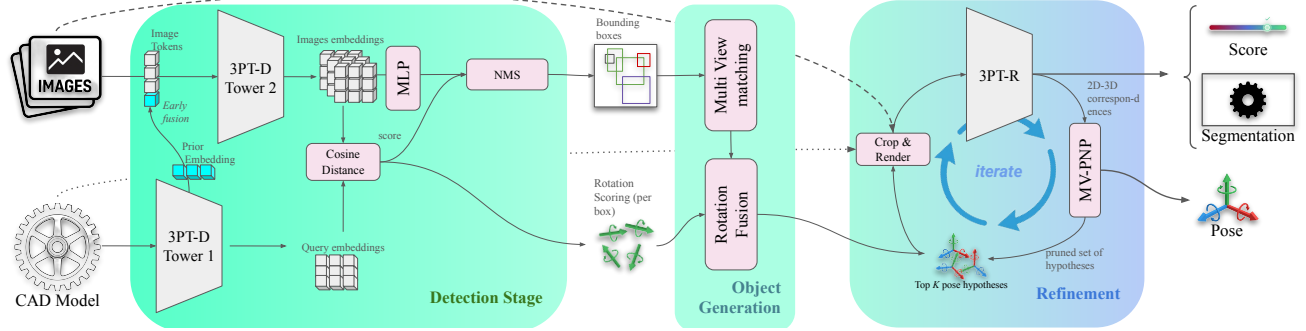 IMAGES
CAD Model
Image
Tokens
Early
fusion
Prior
Embedding
3PT-D
Tower 2
3PT-D
Tower 1
Images embeddings
MLP
NMS
score
Cosine
Distance
Query embeddings
Detection Stage
Bounding
boxes
Rotation
Scoring (per
box)
Multi View
matching
Rotation
Fusion
Object
Generation
Crop &
Render
3PT-R
iterate
2D-3D
correspon-d
ences
MV-PNP
pruned set of
hypotheses
Top K pose hypotheses
Refinement
Score
Segmentation
Pose